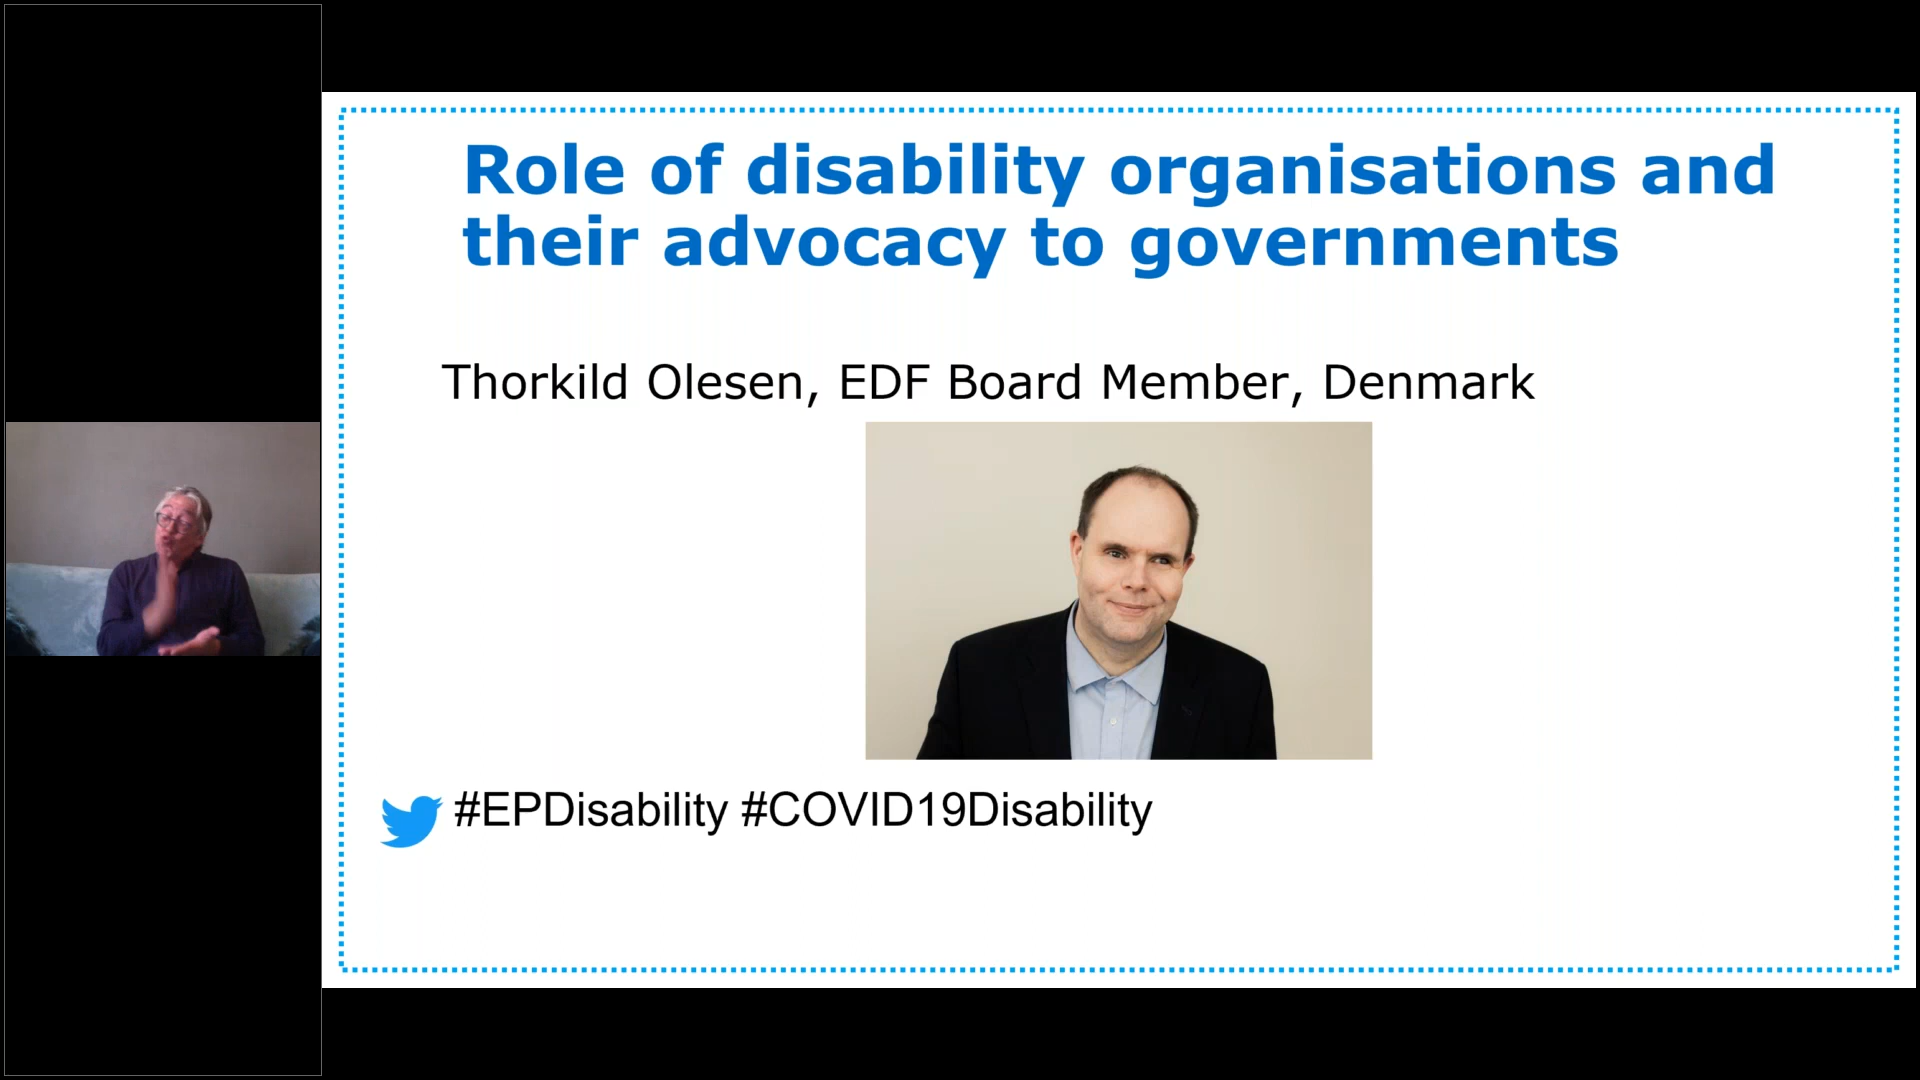 Role of disability organisations and
their advocacy to governments
Thorkild Olesen, EDF Board Member, Denmark
#EPDisability #COVID19Disability